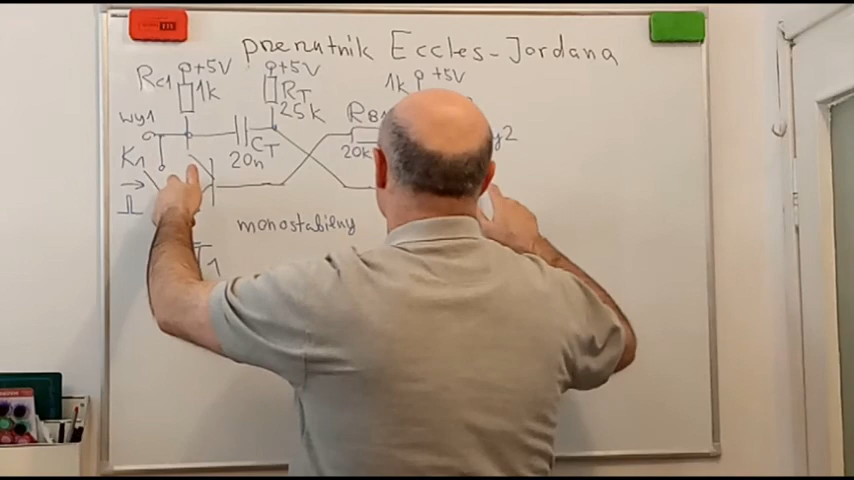 przerzutnik Eccles-Jordana
Rc1 +5V 1k
+5V RT 25k
1k +5V
wy1
CT 20n
RB1 20k
y2
K1
monostabilny
T1